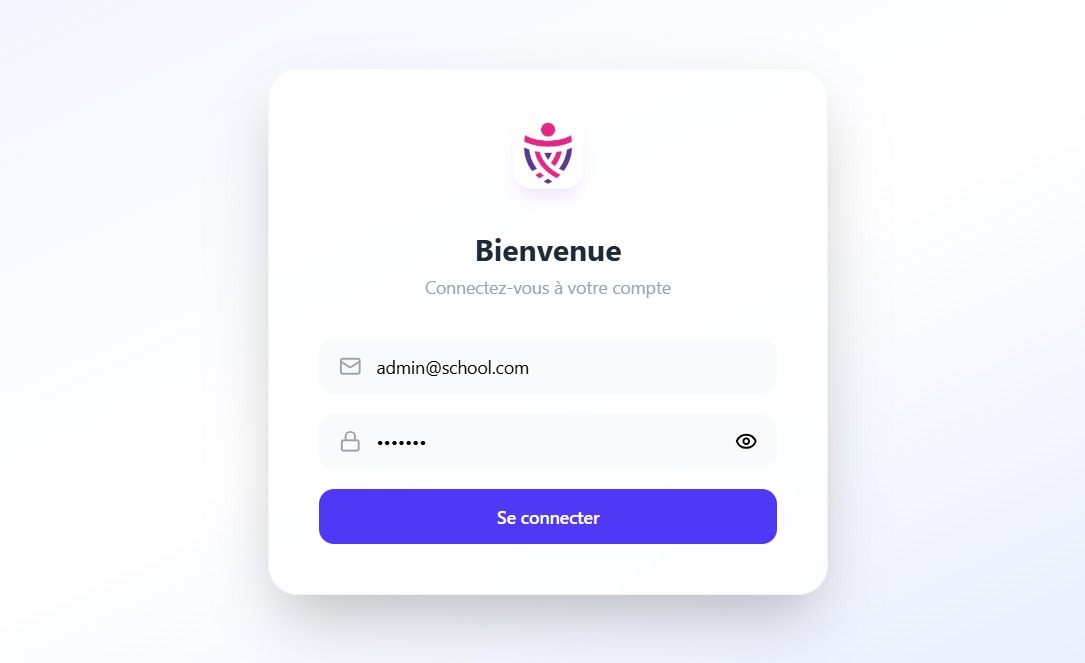 Bienvenue
Connectez-vous à votre compte
admin@school.com
•••••••
Se connecter